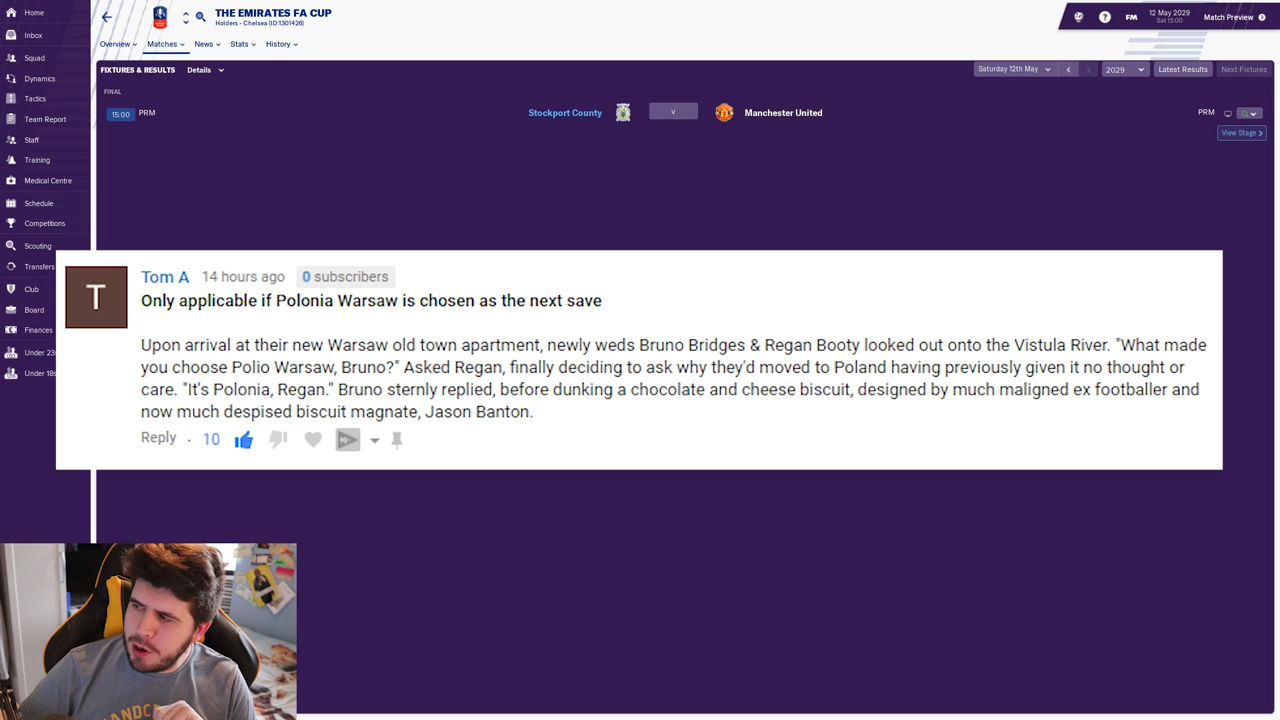 Home
Inbox
Squad
Dynamics
Tactics
Team Report
Staff
Training
Medical Centre
Schedule
Competitions
Scouting
Transfers
Club
Board
Finances
Under 23
Under 18s
THE EMIRATES FA CUP
Holders - Chelsea (ID:1301426)
Overview
Matches
News
Stats
History
FM
12 May 2029
Sat 15:00
Match Preview
FIXTURES & RESULTS
Details
Saturday 12th May
2029
Latest Results
Next Fixtures
FINAL
15:00 PRM Stockport County v Manchester United PRM
View Stage
T
Tom A 14 hours ago 0 subscribers
Only applicable if Polonia Warsaw is chosen as the next save
Upon arrival at their new Warsaw old town apartment, newly weds Bruno Bridges & Regan Booty looked out onto the Vistula River. "What made
you choose Polio Warsaw, Bruno?" Asked Regan, finally deciding to ask why they'd moved to Poland having previously given it no thought or
care. "It's Polonia, Regan." Bruno sternly replied, before dunking a chocolate and cheese biscuit, designed by much maligned ex footballer and
now much despised biscuit magnate, Jason Banton.
Reply · 10